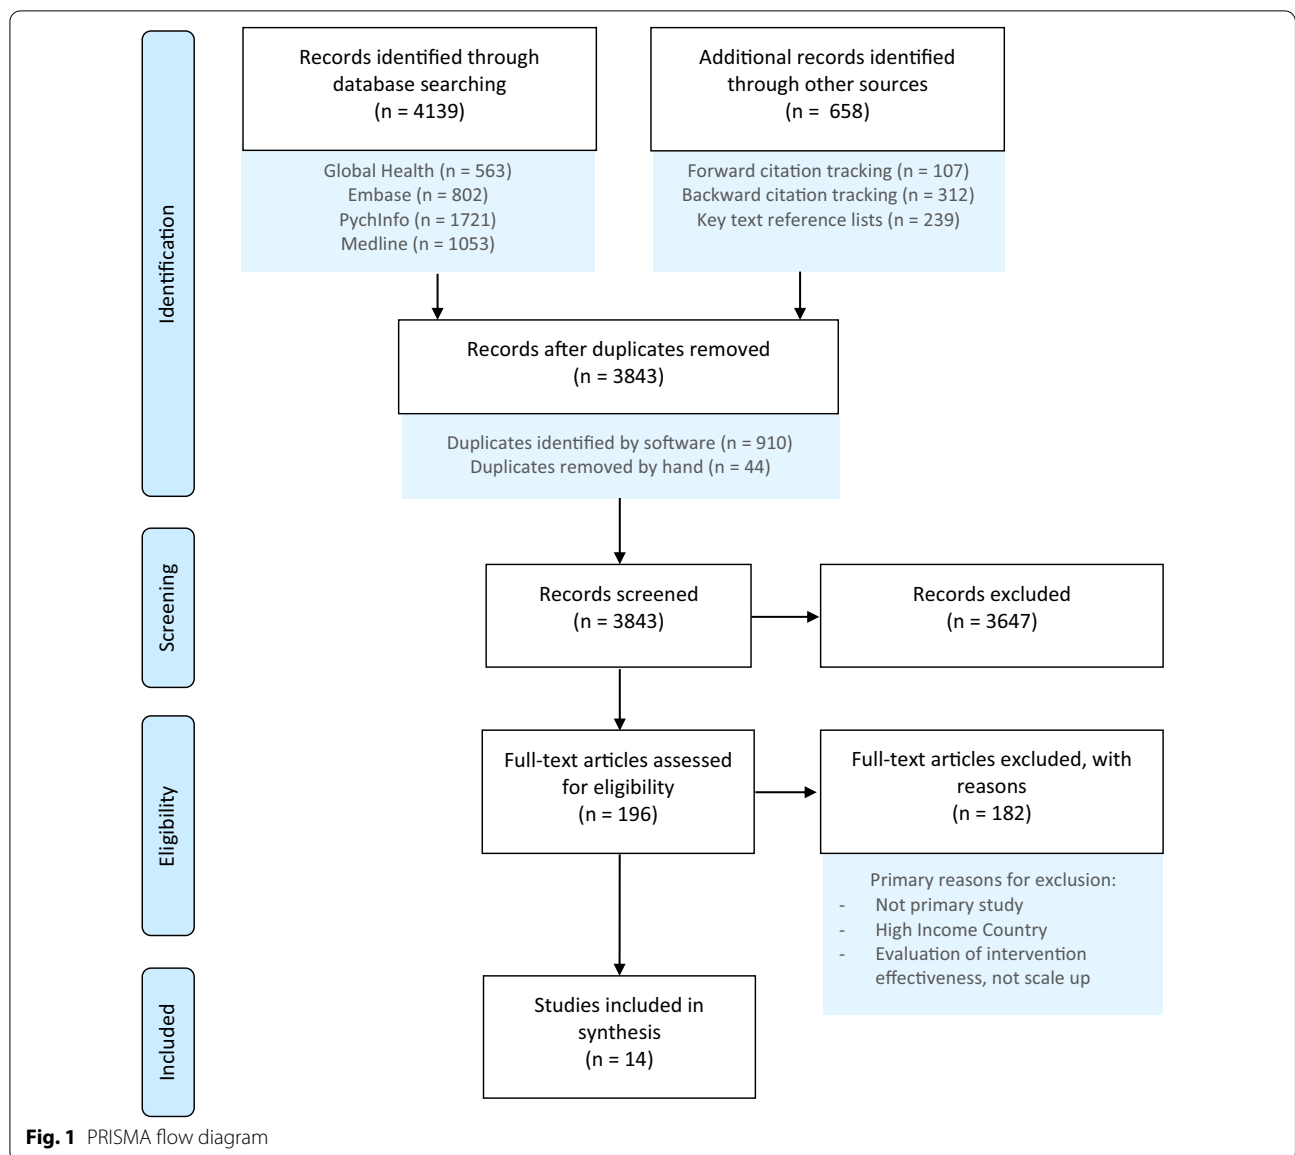 Identification
Records identified through
database searching
(n = 4139)
Global Health (n = 563)
Embase (n = 802)
PychInfo (n = 1721)
Medline (n = 1053)
Additional records identified
through other sources
(n = 658)
Forward citation tracking (n = 107)
Backward citation tracking (n = 312)
Key text reference lists (n = 239)
Records after duplicates removed
(n = 3843)
Duplicates identified by software (n = 910)
Duplicates removed by hand (n = 44)
Screening
Records screened
(n = 3843)
Records excluded
(n = 3647)
Eligibility
Full-text articles assessed
for eligibility
(n = 196)
Full-text articles excluded, with
reasons
(n = 182)
Primary reasons for exclusion:
- Not primary study
- High Income Country
- Evaluation of intervention
effectiveness, not scale up
Included
Studies included in
synthesis
(n = 14)
Fig. 1 PRISMA flow diagram